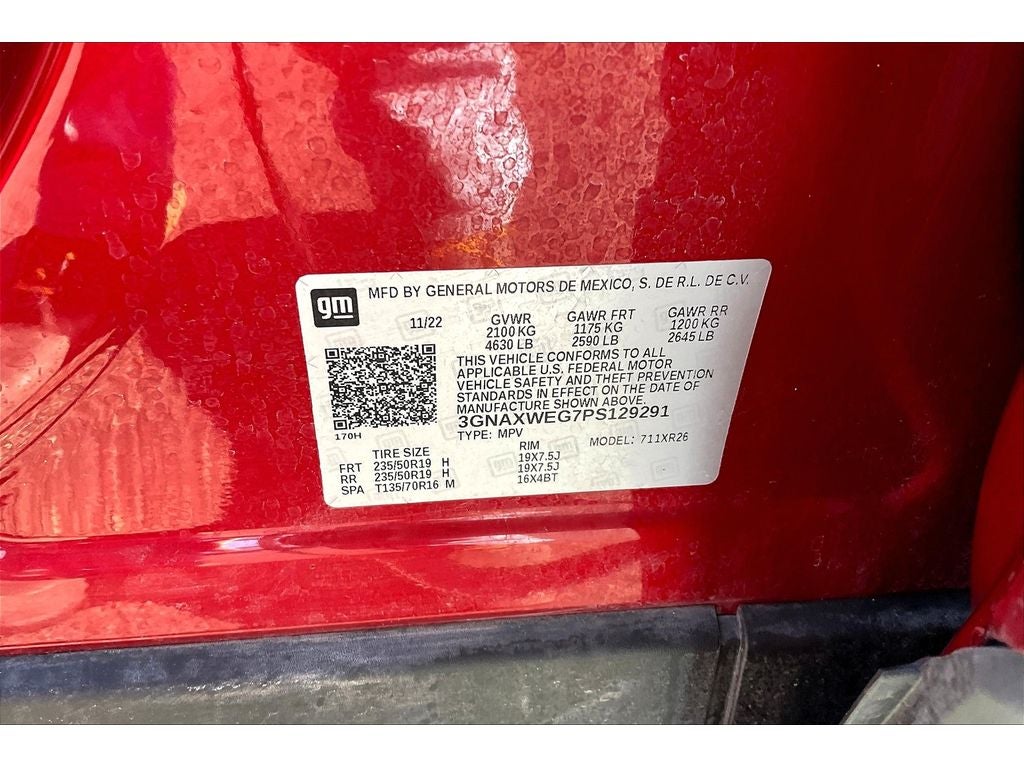 gm MFD BY GENERAL MOTORS DE MEXICO, S. DE R.L. DE C.V.
11/22 GVWR GAWR FRT GAWR RR
2100 KG 1175 KG 1200 KG
4630 LB 2590 LB 2645 LB
THIS VEHICLE CONFORMS TO ALL
APPLICABLE U.S. FEDERAL MOTOR
VEHICLE SAFETY AND THEFT PREVENTION
STANDARDS IN EFFECT ON THE DATE OF
MANUFACTURE SHOWN ABOVE.
3GNAXWEG7PS129291
170H
TYPE: MPV MODEL: 711XR26
TIRE SIZE RIM
FRT 235/50R19 H 19X7.5J
RR 235/50R19 H 19X7.5J
SPA T135/70R16 M 16X4BT